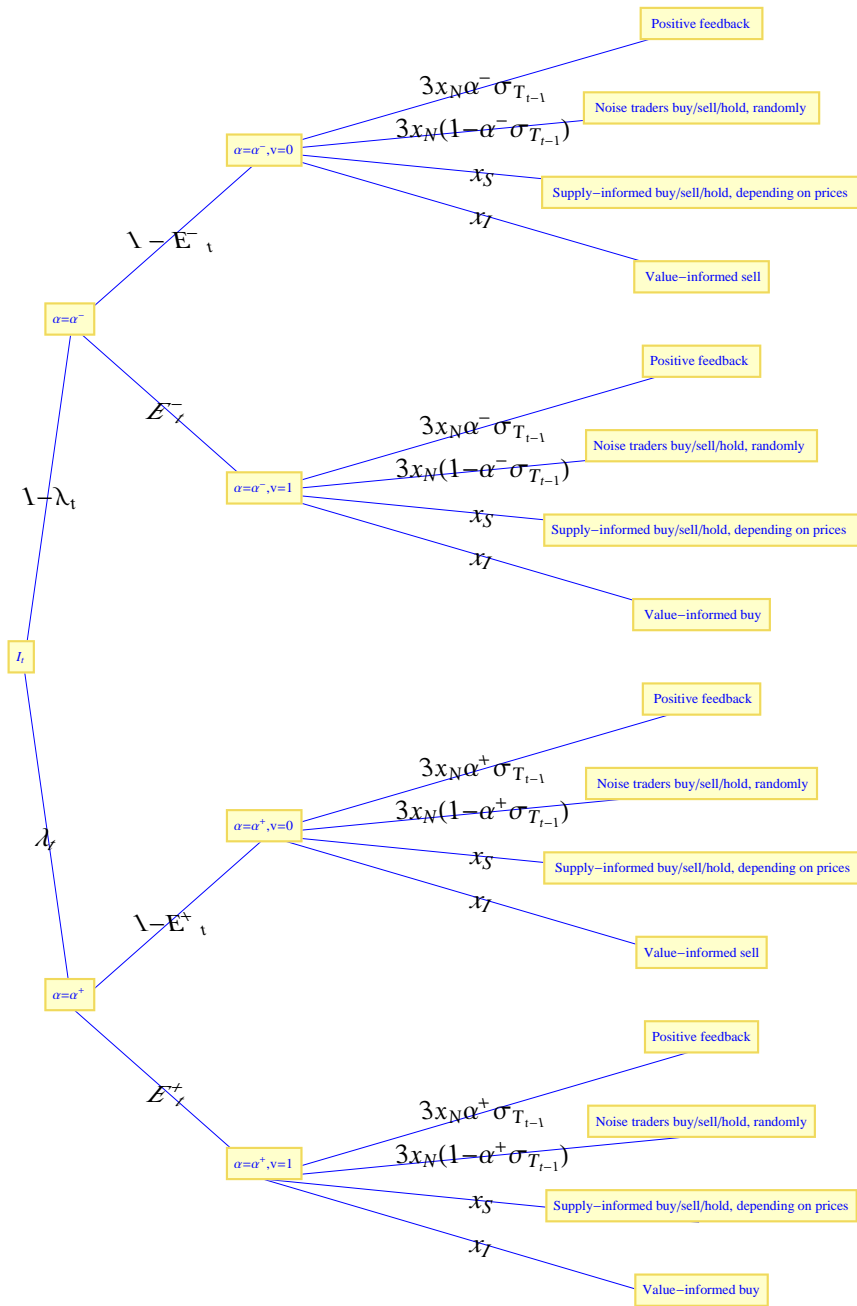 Positive feedback
3x_Nα⁻σ_{T_{t−1}}
Noise traders buy/sell/hold, randomly
3x_N(1−α⁻σ_{T_{t−1}})
α=α⁻,v=0
x_S
Supply−informed buy/sell/hold, depending on prices
x_I
1 − E⁻_t
Value−informed sell
α=α⁻
Positive feedback
E⁻_t
3x_Nα⁻σ_{T_{t−1}}
Noise traders buy/sell/hold, randomly
3x_N(1−α⁻σ_{T_{t−1}})
α=α⁻,v=1
1−λ_t
x_S
Supply−informed buy/sell/hold, depending on prices
x_I
Value−informed buy
I_t
Positive feedback
3x_Nα⁺σ_{T_{t−1}}
Noise traders buy/sell/hold, randomly
3x_N(1−α⁺σ_{T_{t−1}})
α=α⁺,v=0
λ_t
x_S
Supply−informed buy/sell/hold, depending on prices
x_I
1−E⁺_t
Value−informed sell
α=α⁺
Positive feedback
E⁺_t
3x_Nα⁺σ_{T_{t−1}}
Noise traders buy/sell/hold, randomly
3x_N(1−α⁺σ_{T_{t−1}})
α=α⁺,v=1
x_S
Supply−informed buy/sell/hold, depending on prices
x_I
Value−informed buy